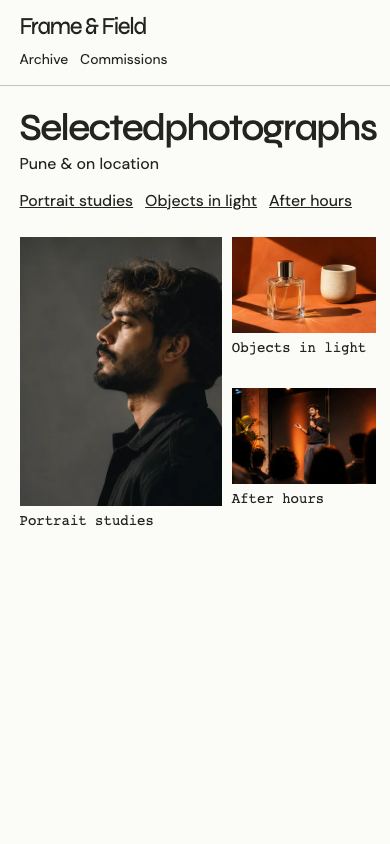 Frame & Field
Archive Commissions
Selectedphotographs
Pune & on location
Portrait studies Objects in light After hours
Objects in light
After hours
Portrait studies